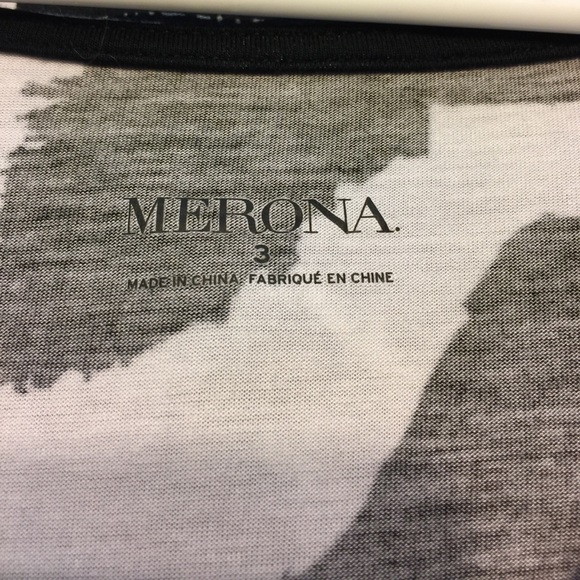 MERONA.
3
MADE IN CHINA. FABRIQUÉ EN CHINE